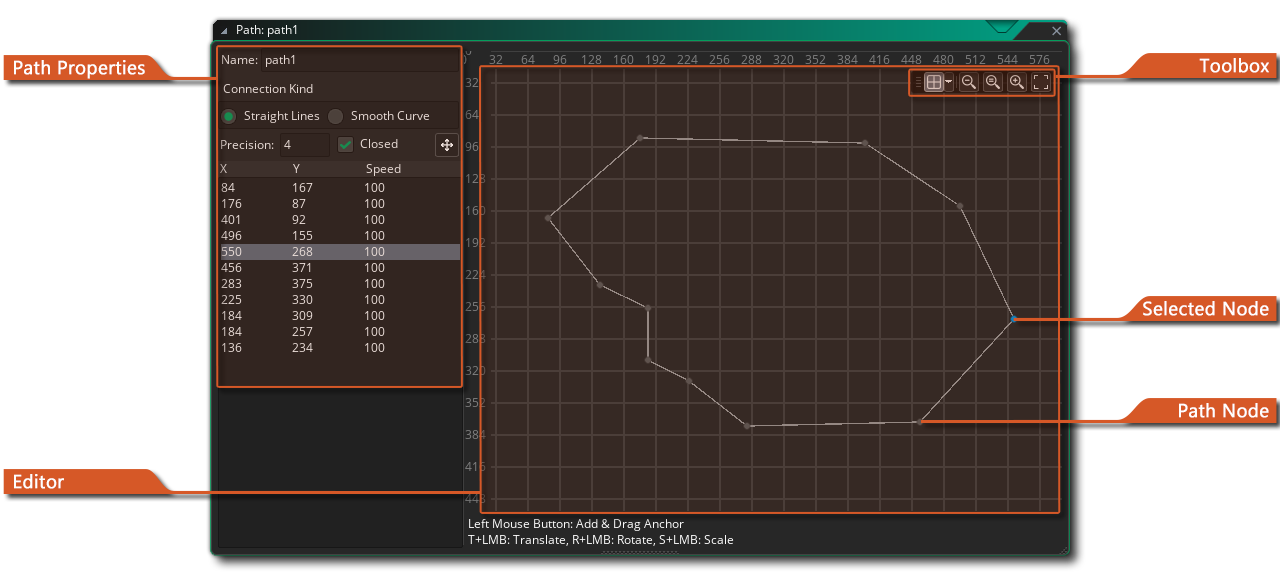 Path: path1
Path Properties
Name: path1
Connection Kind
Straight Lines Smooth Curve
Precision: 4 Closed
X Y Speed
84 167 100
176 87 100
401 92 100
496 155 100
550 268 100
456 371 100
283 375 100
225 330 100
184 309 100
184 257 100
136 234 100
Editor
0 32 64 96 128 160 192 224 256 288 320 352 384 416 448 480 512 544 576
32
64
96
128
160
192
224
256
288
320
352
384
416
448
Toolbox
Selected Node
Path Node
Left Mouse Button: Add & Drag Anchor
T+LMB: Translate, R+LMB: Rotate, S+LMB: Scale